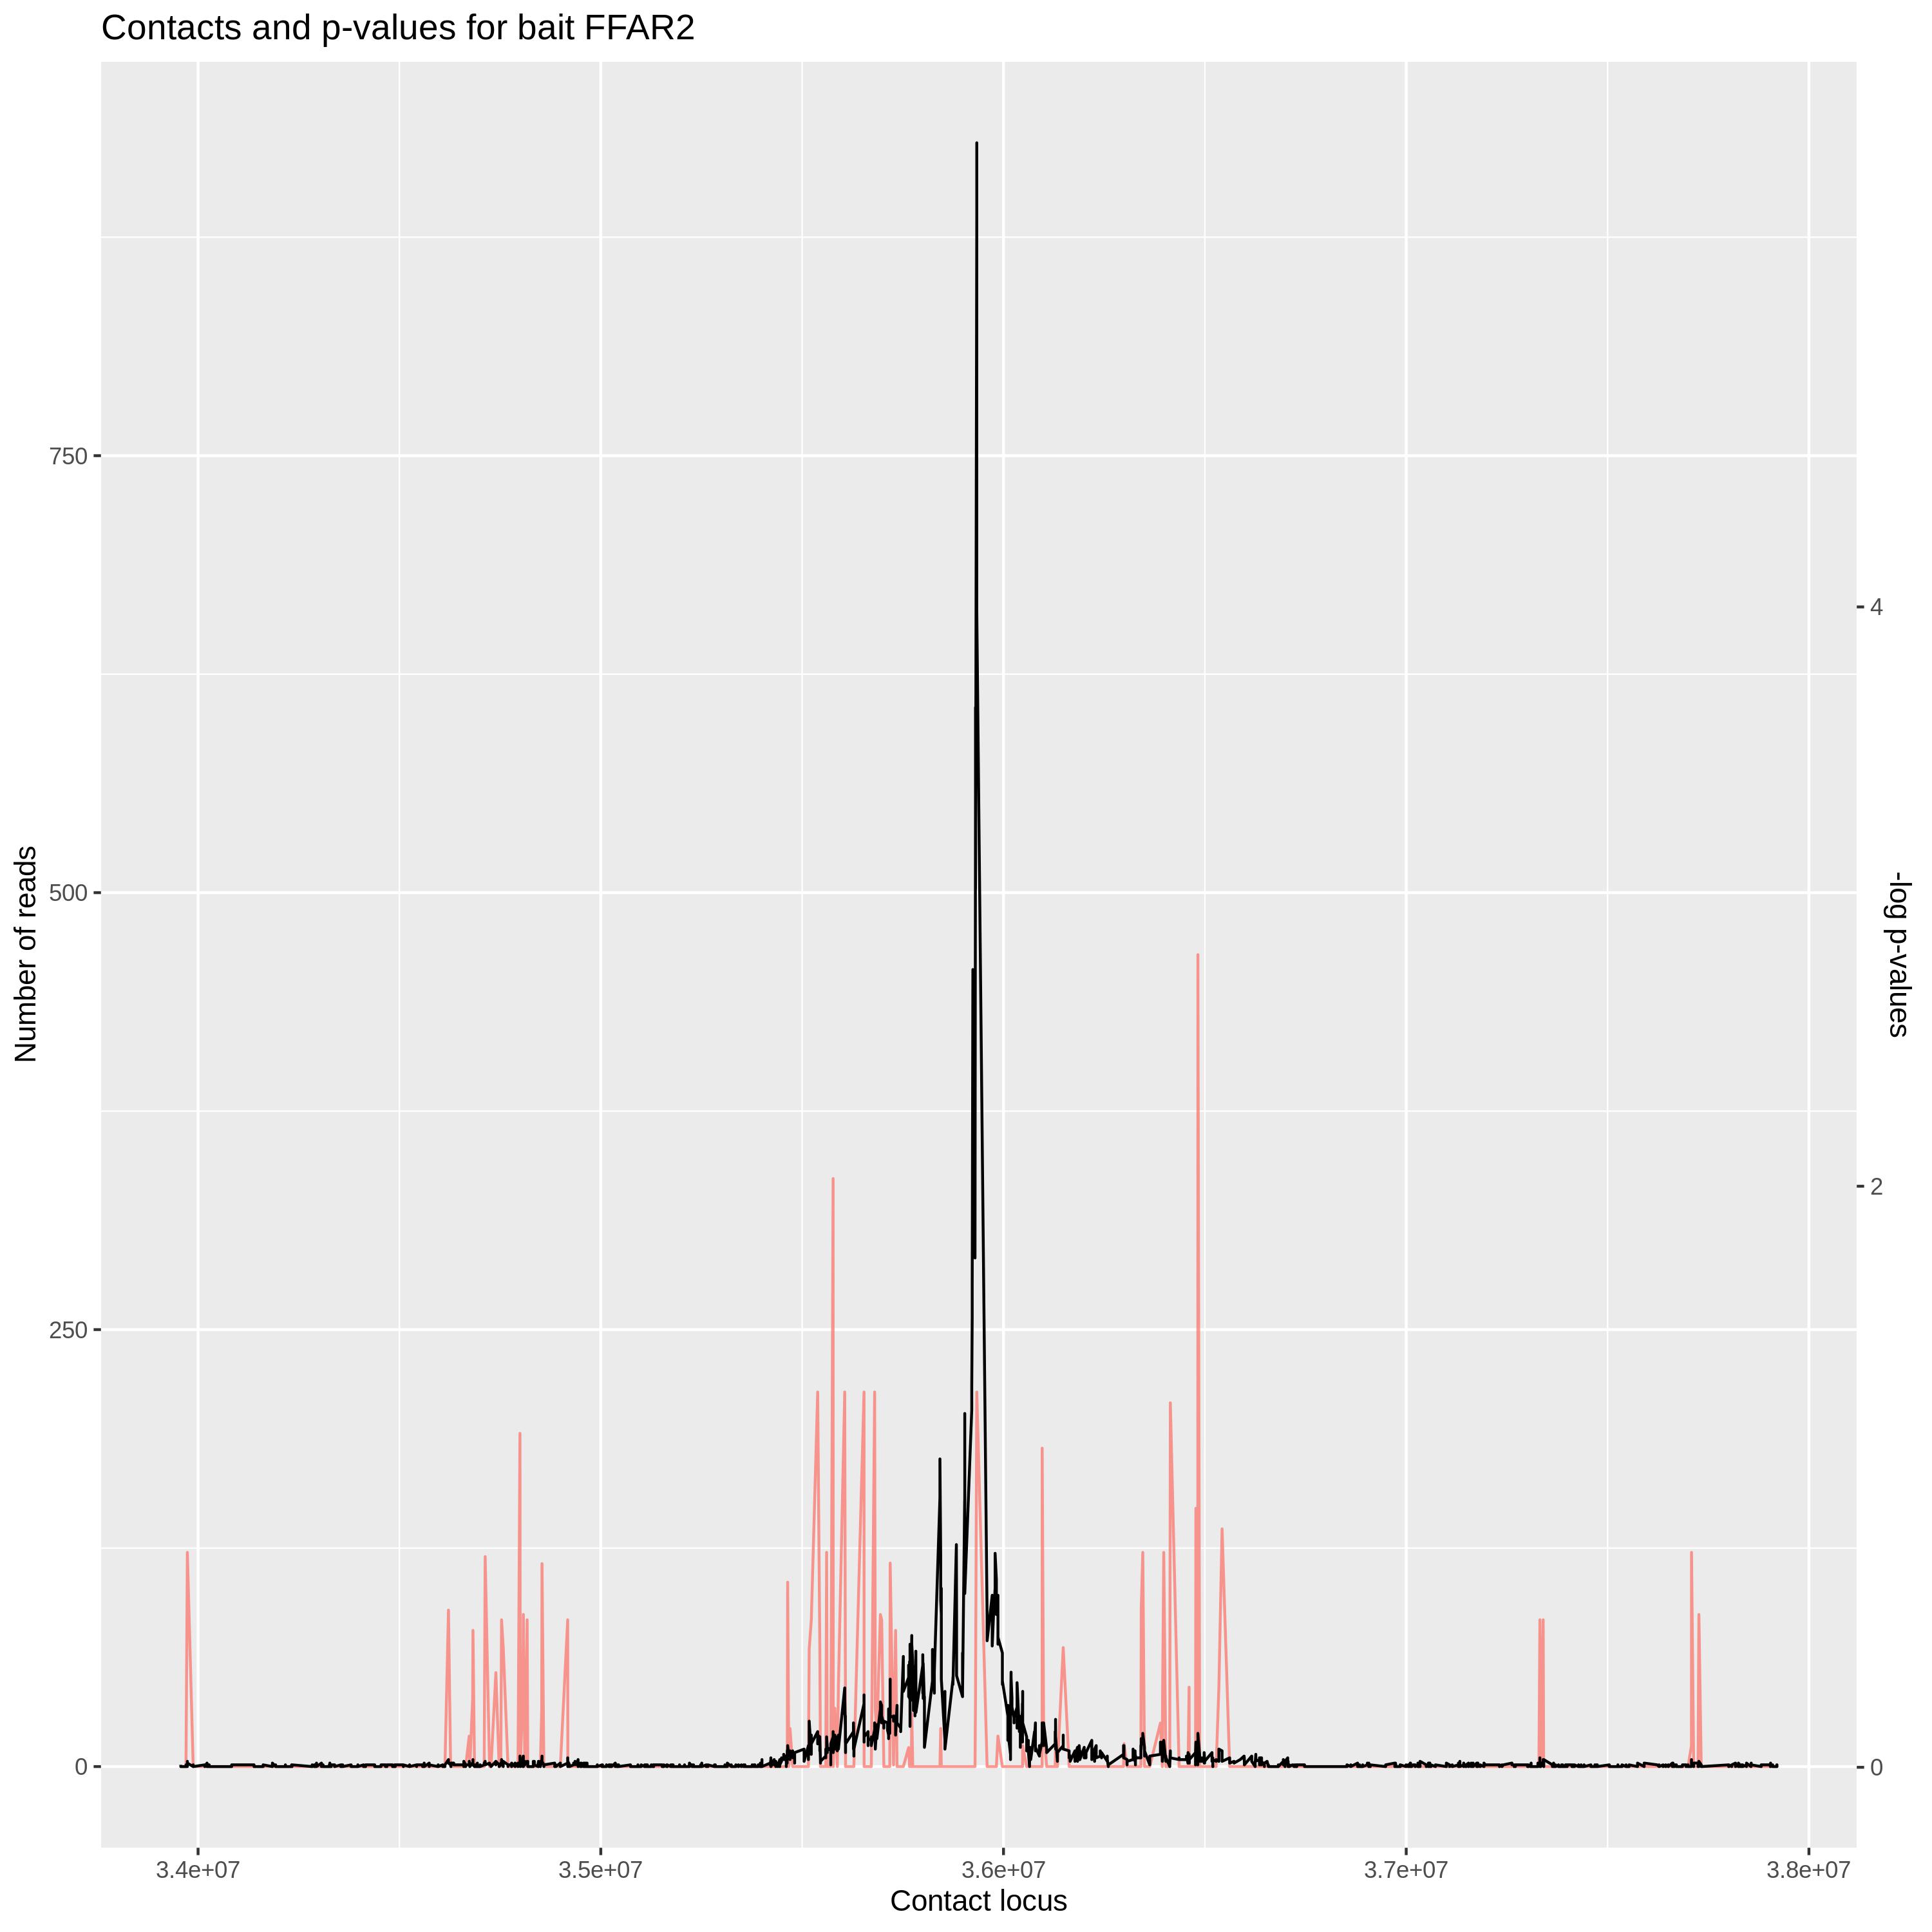 Contacts and p-values for bait FFAR2
750
500
250
0
Number of reads
4
2
0
-log p-values
3.4e+07
3.5e+07
3.6e+07
3.7e+07
3.8e+07
Contact locus